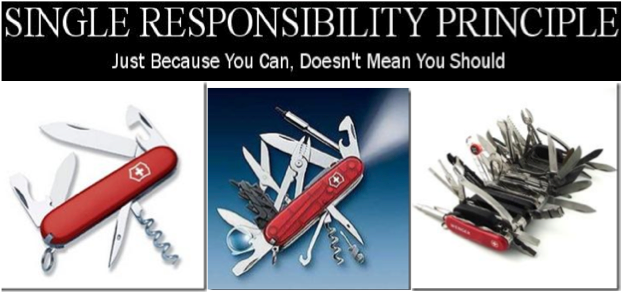 SINGLE RESPONSIBILITY PRINCIPLE
Just Because You Can, Doesn't Mean You Should